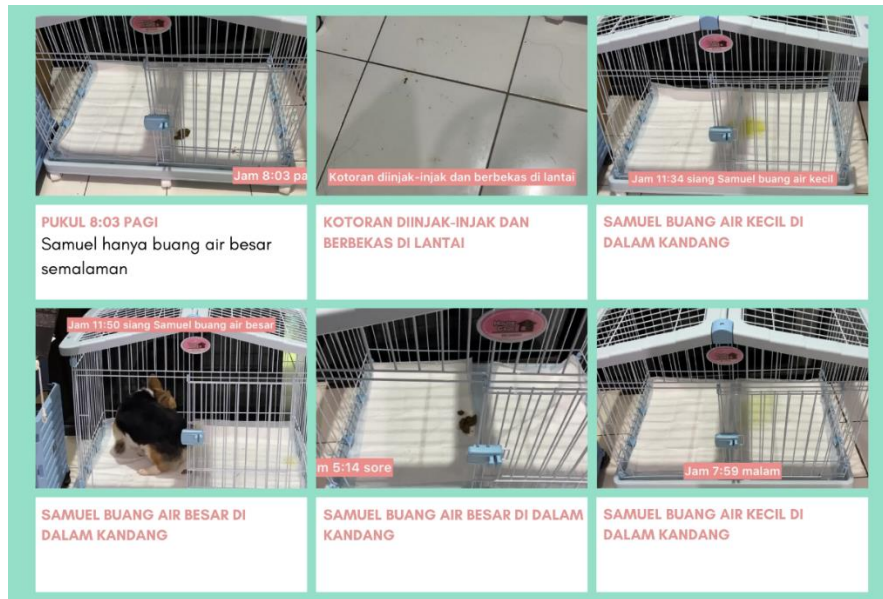 Jam 8:03 pa
Kotoran diinjak-injak dan berbekas di lantai
Jam 11:34 siang Samuel buang air kecil
PUKUL 8:03 PAGI
Samuel hanya buang air besar
semalaman
KOTORAN DIINJAK-INJAK DAN
BERBEKAS DI LANTAI
SAMUEL BUANG AIR KECIL DI
DALAM KANDANG
Jam 11:50 siang Samuel buang air besar
m 5:14 sore
Jam 7:59 malam
SAMUEL BUANG AIR BESAR DI
DALAM KANDANG
SAMUEL BUANG AIR BESAR DI DALAM
KANDANG
SAMUEL BUANG AIR KECIL DI
DALAM KANDANG